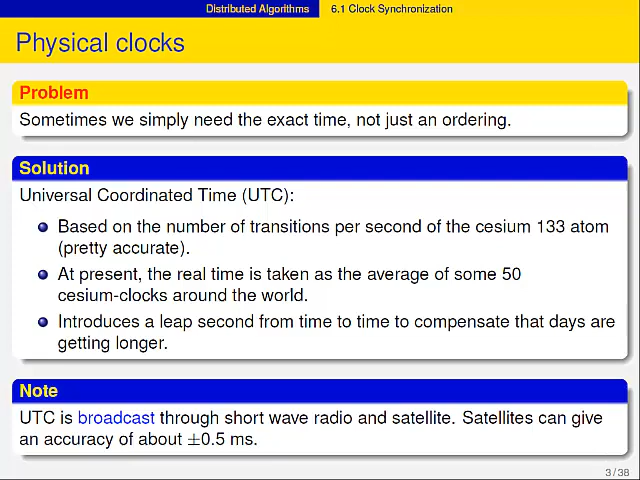 Distributed Algorithms 6.1 Clock Synchronization
Physical clocks
Problem
Sometimes we simply need the exact time, not just an ordering.
Solution
Universal Coordinated Time (UTC):
Based on the number of transitions per second of the cesium 133 atom
(pretty accurate).
At present, the real time is taken as the average of some 50
cesium-clocks around the world.
Introduces a leap second from time to time to compensate that days are
getting longer.
Note
UTC is broadcast through short wave radio and satellite. Satellites can give
an accuracy of about ±0.5 ms.
3 / 38